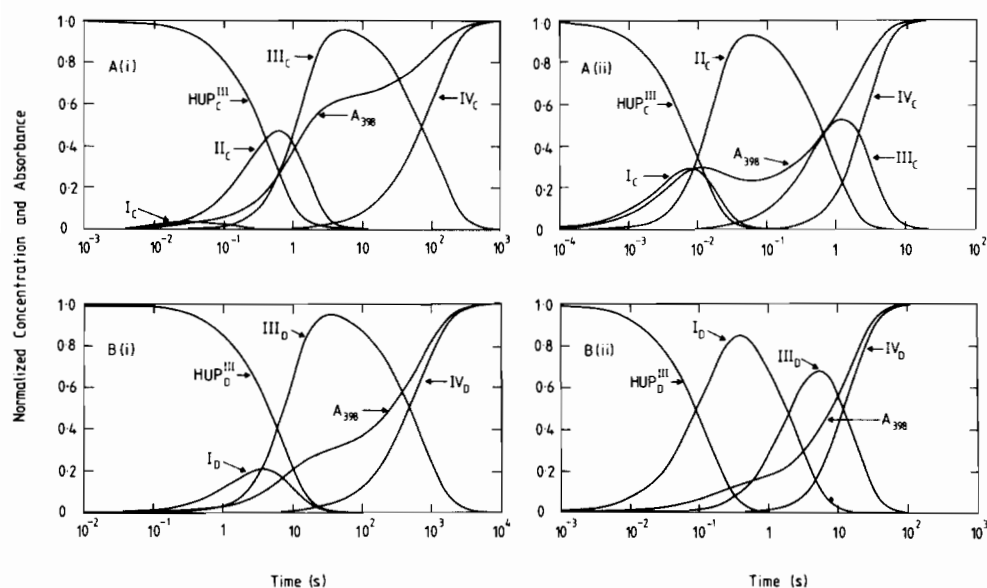 Normalized Concentration and Absorbance
1·0
0·8
0·6
0·4
0·2
0
A(i)
HUP_C^III
I_C
II_C
III_C
A_398
IV_C
10^-3
10^-2
10^-1
1
10
10^2
10^3
1·0
0·8
0·6
0·4
0·2
0
A(ii)
HUP_C^III
I_C
II_C
A_398
IV_C
III_C
10^-4
10^-3
10^-2
10^-1
1
10^1
10^2
1·0
0·8
0·6
0·4
0·2
0
B(i)
HUP_D^III
I_D
III_D
A_398
IV_D
10^-2
10^-1
1
10^1
10^2
10^3
10^4
Time (s)
1·0
0·8
0·6
0·4
0·2
0
B(ii)
HUP_D^III
I_D
III_D
IV_D
A_398
10^-3
10^-2
10^-1
1
10^1
10^2
10^3
Time (s)